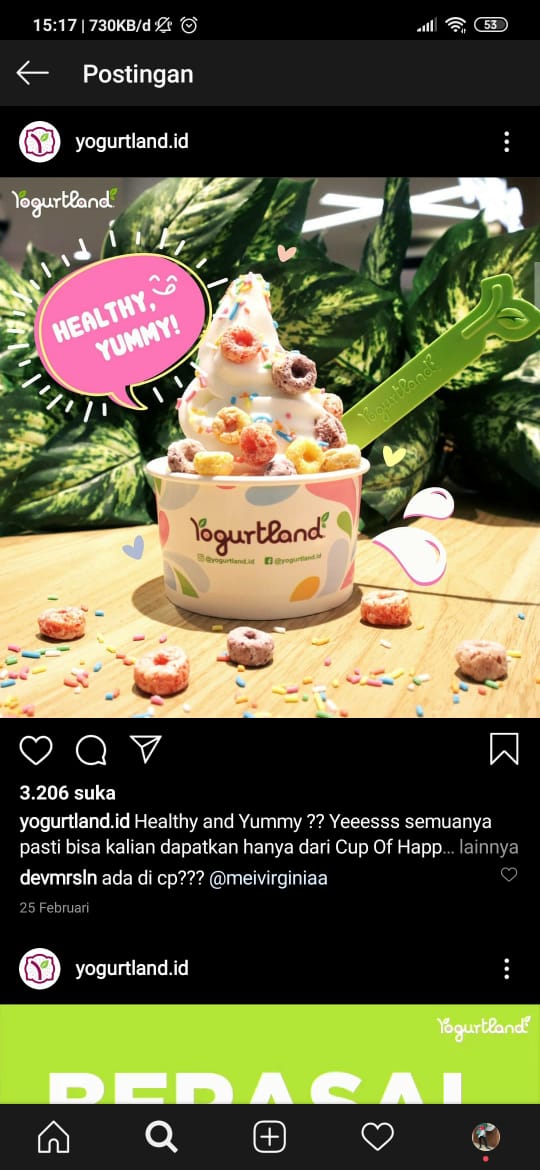 15:17 | 730KB/d
53
Postingan
yogurtland.id
Yogurtland
HEALTHY,
YUMMY!
Yogurtland
Yogurtland
@yogurtland.id @yogurtland.id
3.206 suka
yogurtland.id Healthy and Yummy ?? Yeeesss semuanya
pasti bisa kalian dapatkan hanya dari Cup Of Happ... lainnya
devmrsln ada di cp??? @meivirginiaa
25 Februari
yogurtland.id
Yogurtland